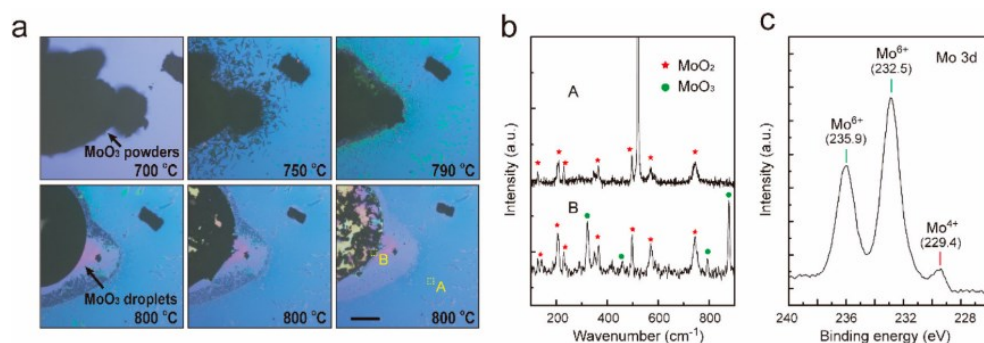 a
MoO₃ powders
700 °C
750 °C
790 °C
MoO₃ droplets
800 °C
800 °C
B
A
800 °C
b
Intensity (a.u.)
★ MoO₂
● MoO₃
A
B
200 400 600 800
Wavenumber (cm⁻¹)
c
Intensity (a.u.)
Mo 3d
Mo⁶⁺
(232.5)
Mo⁶⁺
(235.9)
Mo⁴⁺
(229.4)
240 236 232 228
Binding energy (eV)